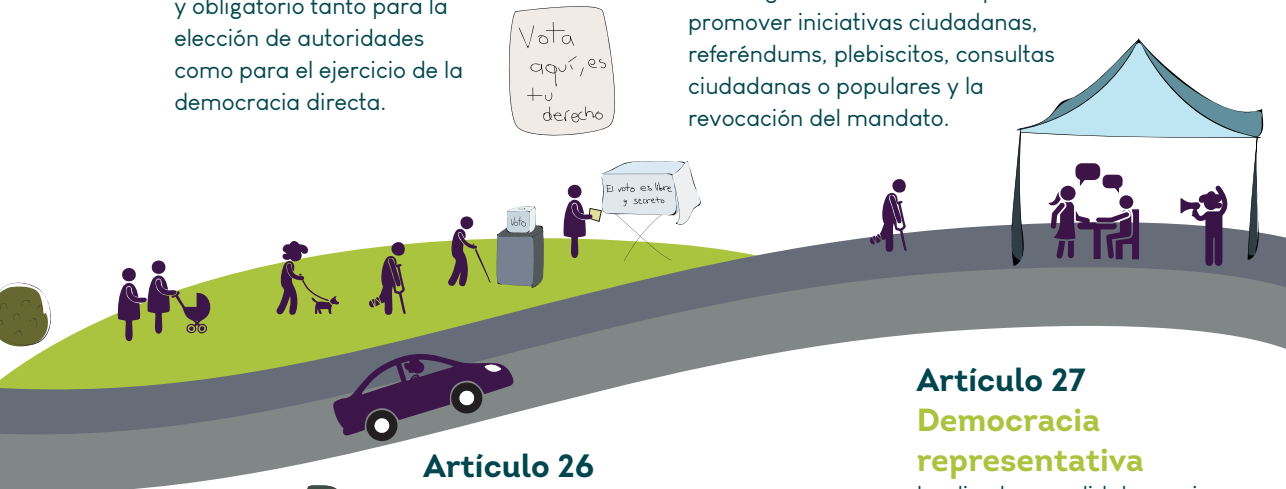 y obligatorio tanto para la
elección de autoridades
como para el ejercicio de la
democracia directa.
Vota
aquí, es
tu
derecho
promover iniciativas ciudadanas,
referéndums, plebiscitos, consultas
ciudadanas o populares y la
revocación del mandato.
El voto es libre
y secreto
Voto
Artículo 26
Artículo 27
Democracia
representativa